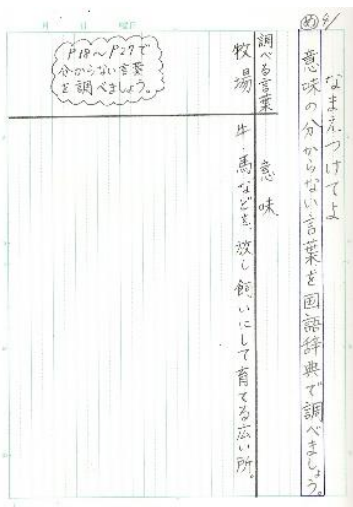 4/
なまえつけてよ
め 意味の分からない言葉を国語辞典で調べましょう。
調べる言葉 意味
牧場 牛・馬などを、放し飼いにして育てる広い所。
P18～P27で
分からない言葉
を調べましょう。
月 日